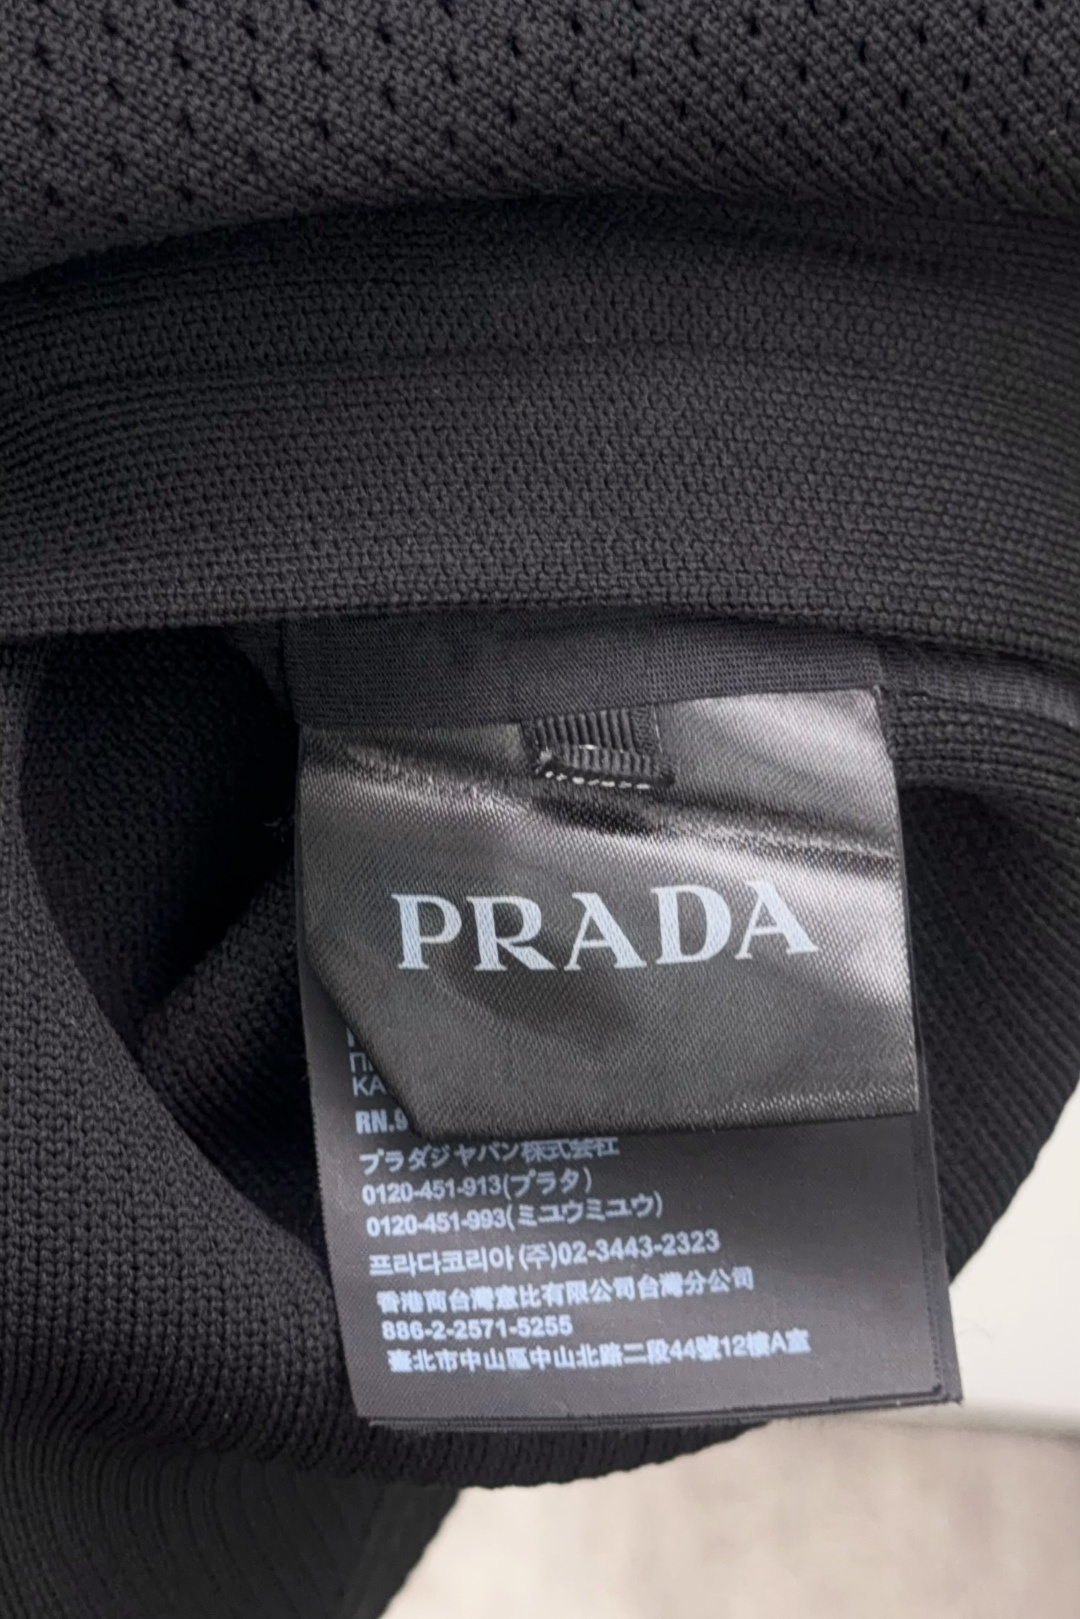 PRADA
KA
RN.9
プラダジャパン株式会社
0120-451-913(プラダ)
0120-451-993(ミュウミュウ)
프라다코리아 (주)02-3443-2323
香港商台灣意比有限公司台灣分公司
886-2-2571-5255
臺北市中山區中山北路二段44號12樓A室